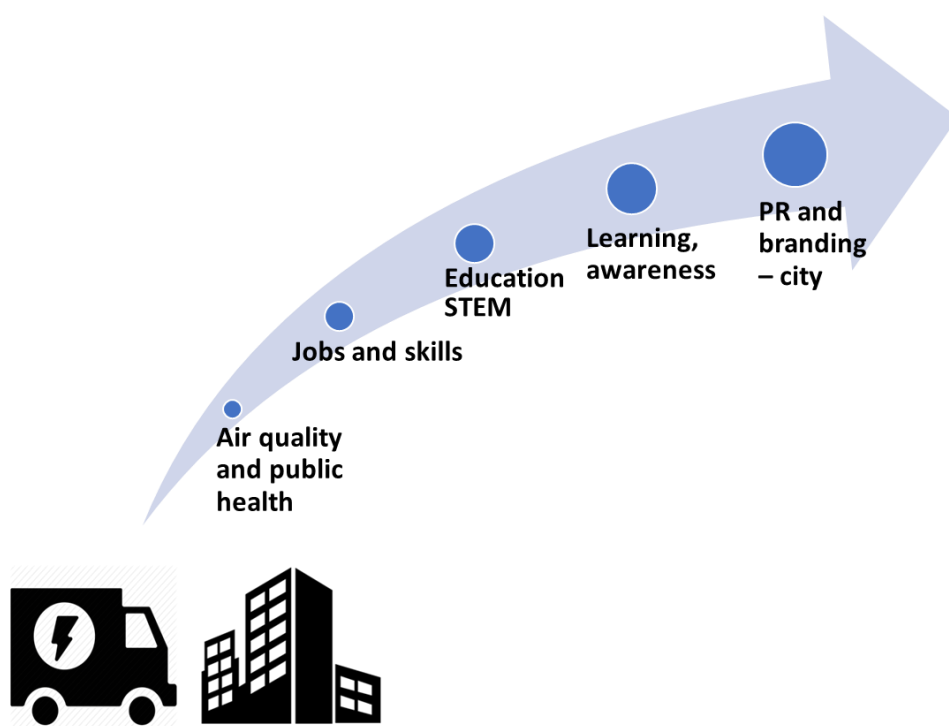 PR and
branding
– city
Learning,
awareness
Education
STEM
Jobs and skills
Air quality
and public
health